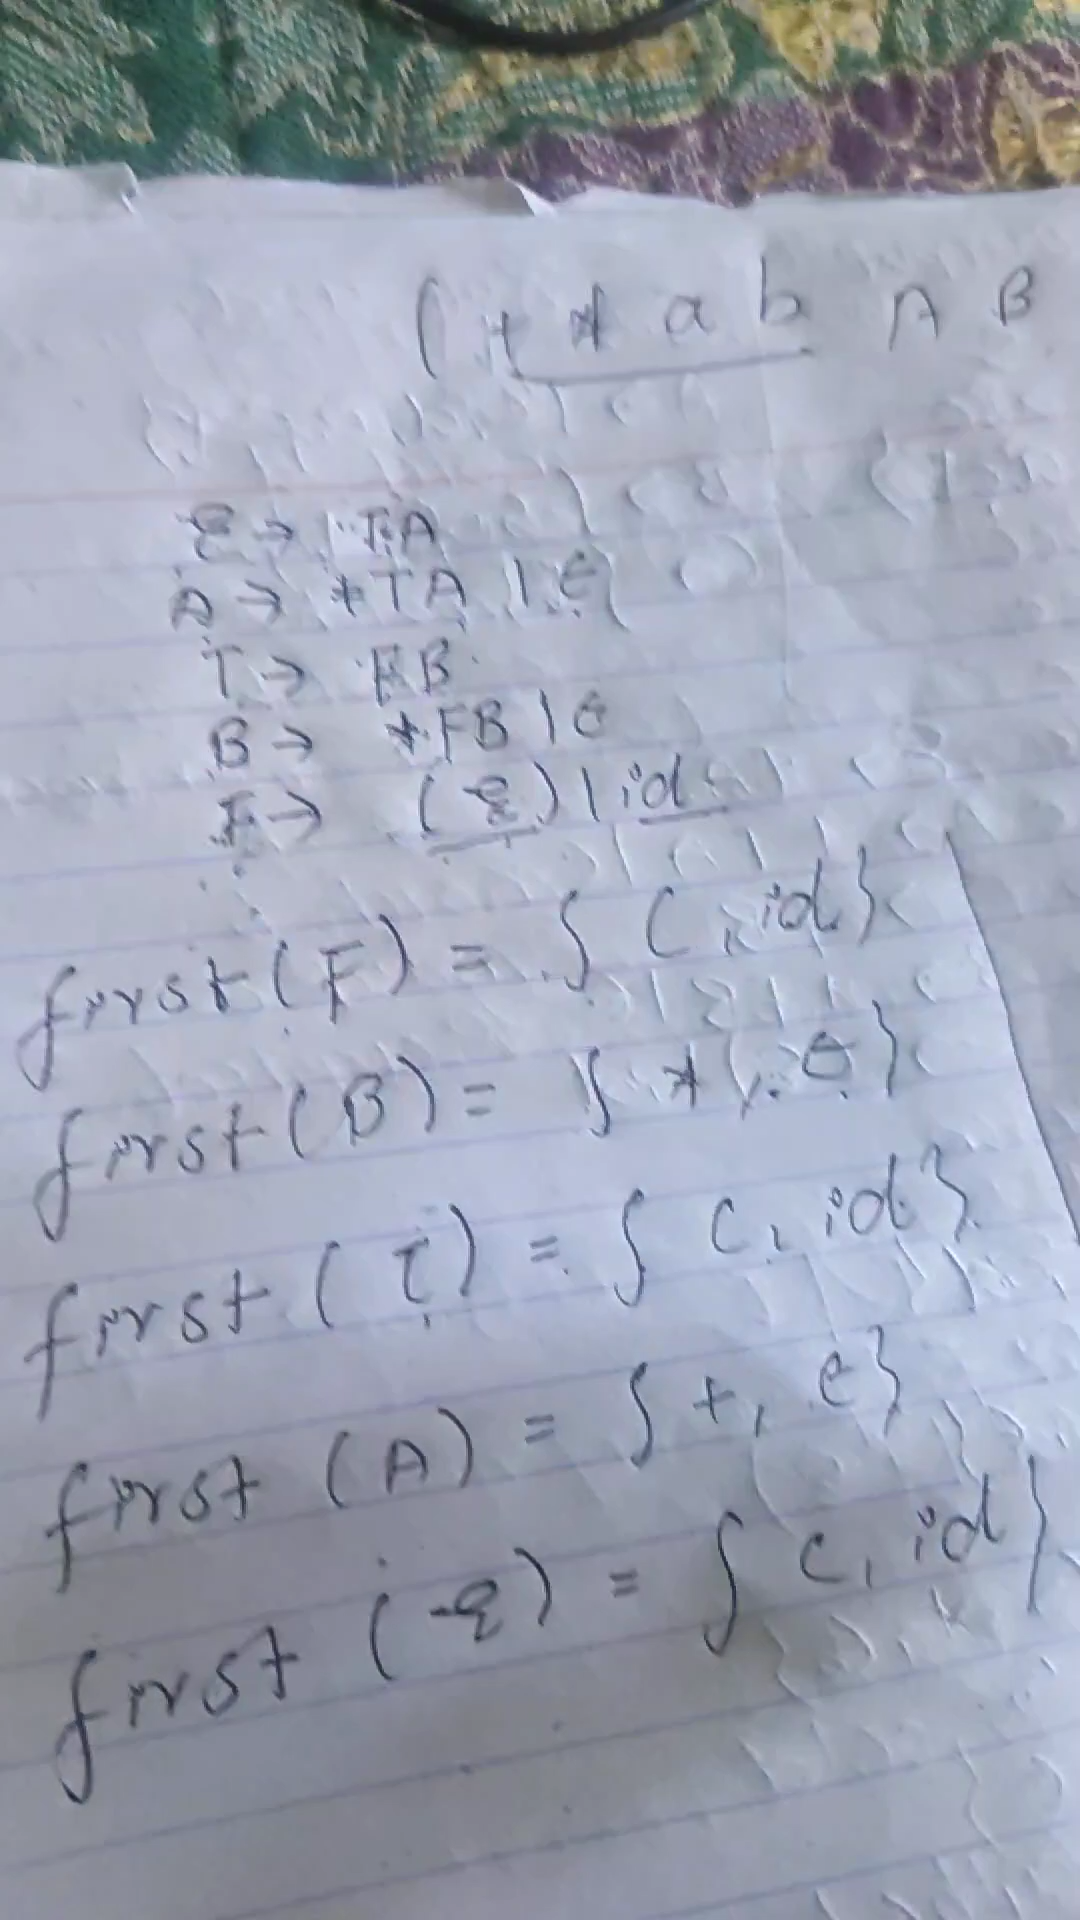 ( + * a b A B
E → TA
A → *TA | ε
T → FB
B → *FB | ε
F → (E) | id
first (F) = { (, id }
first (B) = { *, ε }
first (T) = { (, id }
first (A) = { +, ε }
first (E) = { (, id }